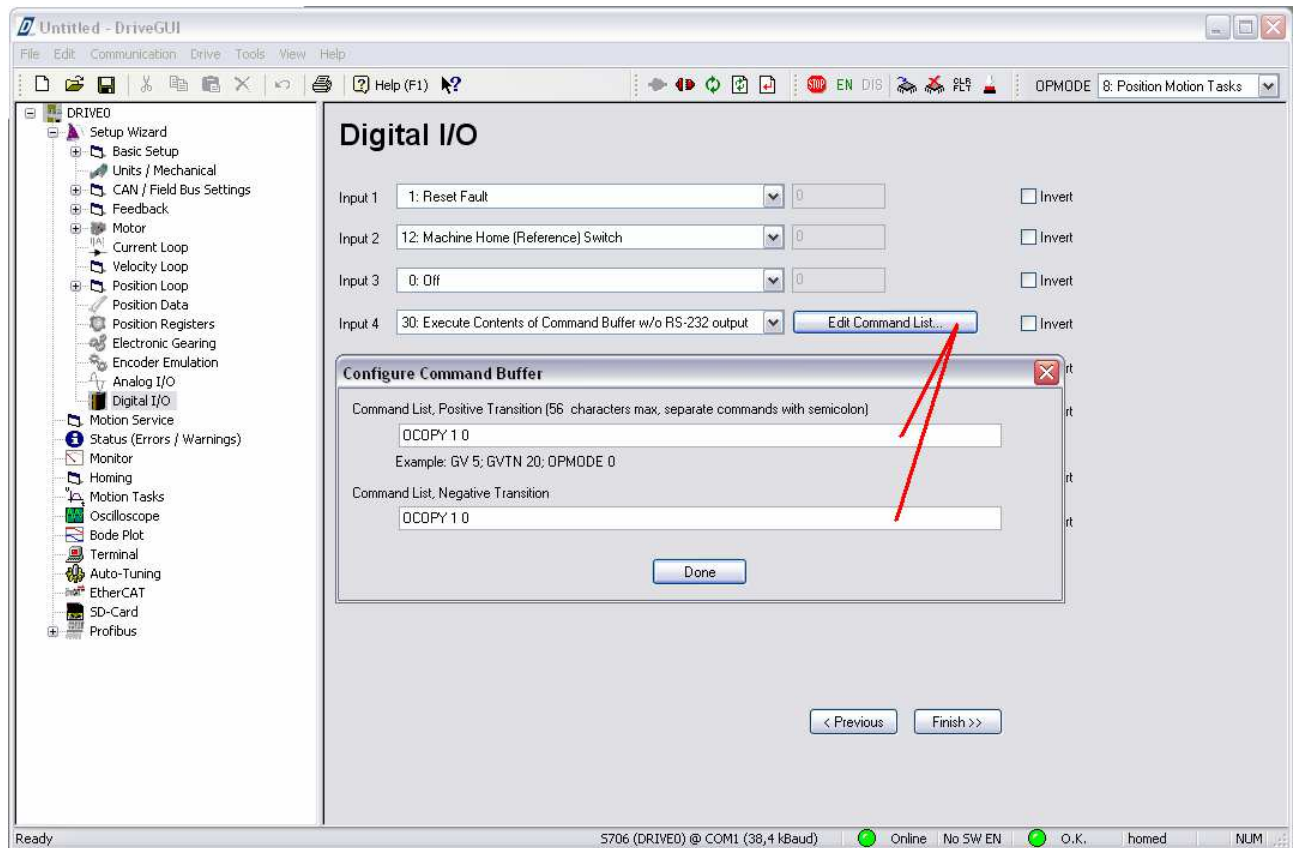 Untitled - DriveGUI
File Edit Communication Drive Tools View Help
Help (F1) STOP EN DIS CLR OPMODE 8: Position Motion Tasks
DRIVE0
Setup Wizard
Basic Setup
Units / Mechanical
CAN / Field Bus Settings
Feedback
Motor
Current Loop
Velocity Loop
Position Loop
Position Data
Position Registers
Electronic Gearing
Encoder Emulation
Analog I/O
Digital I/O
Motion Service
Status (Errors / Warnings)
Monitor
Homing
Motion Tasks
Oscilloscope
Bode Plot
Terminal
Auto-Tuning
EtherCAT
SD-Card
Profibus
Digital I/O
Input 1 1: Reset Fault 0 Invert
Input 2 12: Machine Home (Reference) Switch 0 Invert
Input 3 0: Off 0 Invert
Input 4 30: Execute Contents of Command Buffer w/o RS-232 output Edit Command List... Invert
Configure Command Buffer
rt
Command List, Positive Transition (56 characters max, separate commands with semicolon)
rt
OCOPY 1 0
Example: GV 5; GVTN 20; OPMODE 0
rt
Command List, Negative Transition
OCOPY 1 0
rt
Done
< Previous Finish >>
Ready S706 (DRIVE0) @ COM1 (38,4 kBaud) Online No SW EN O.K. homed NUM